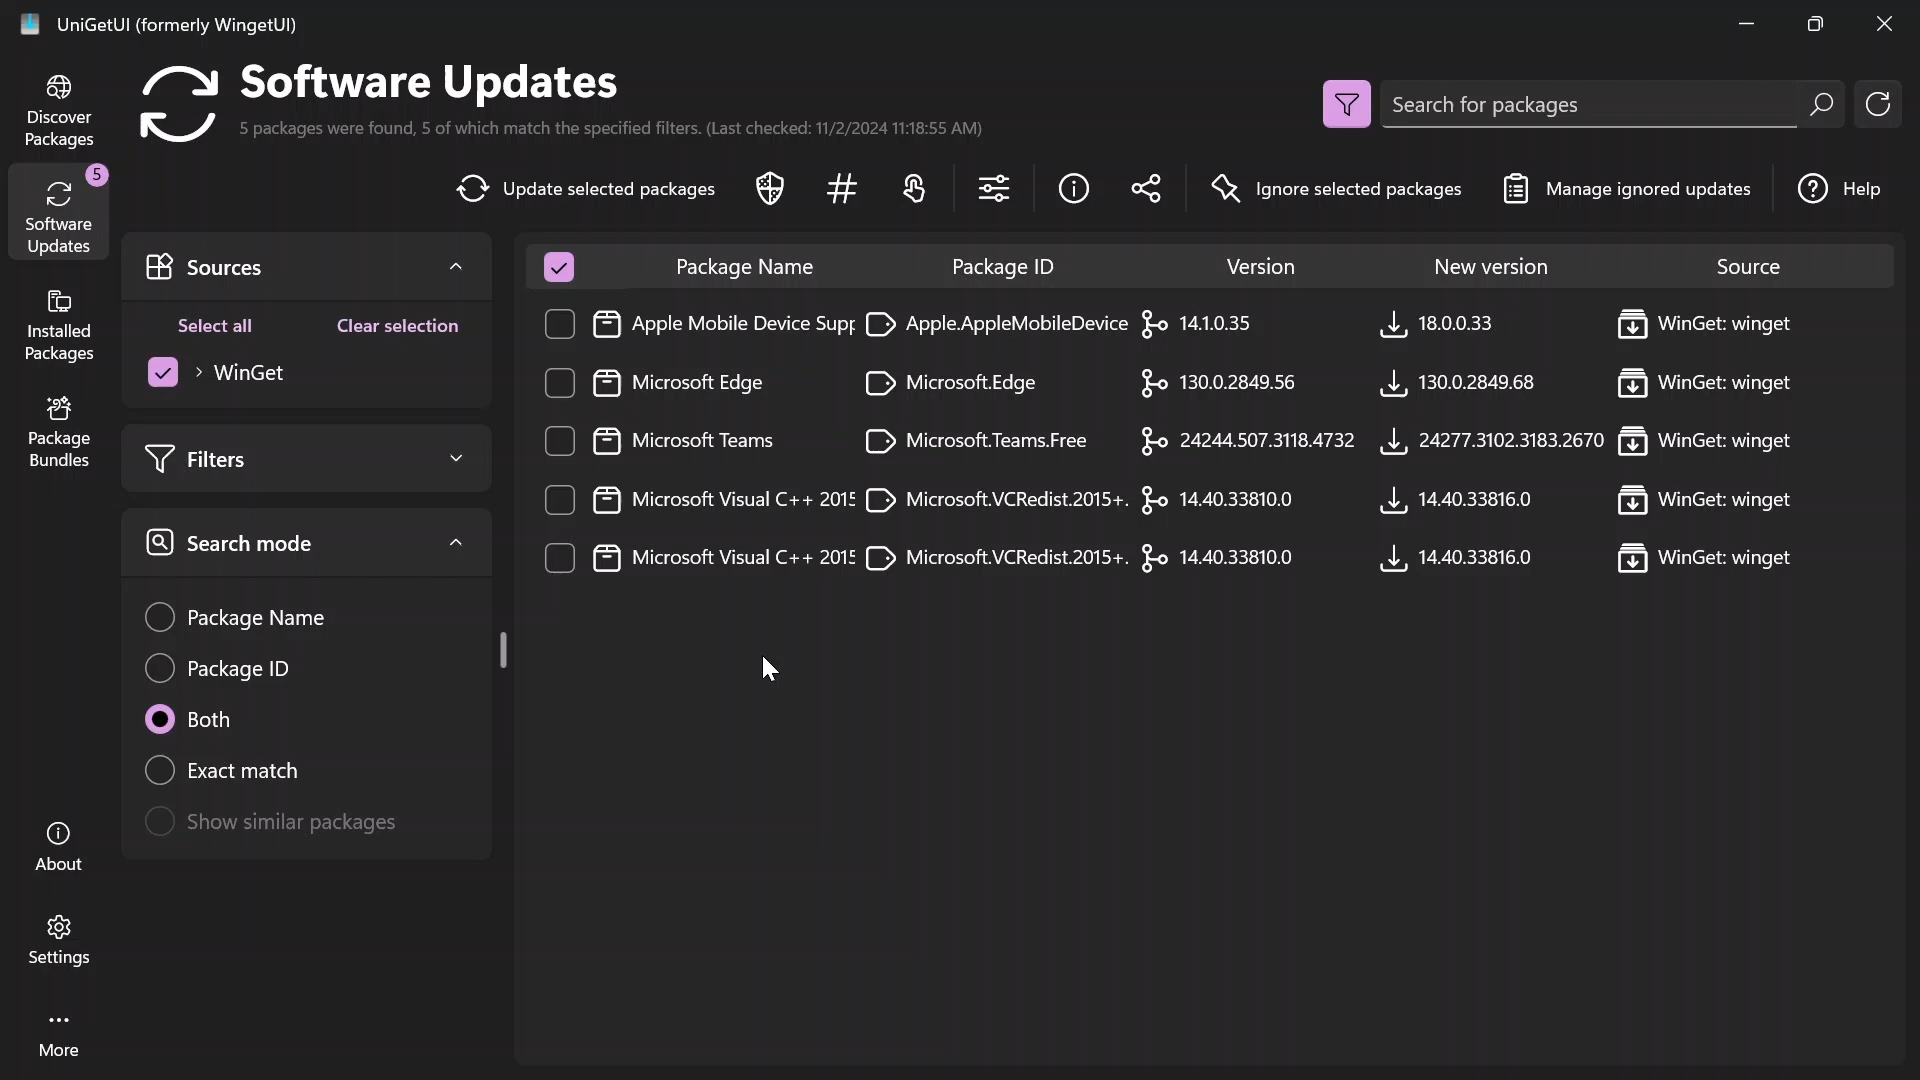 UniGetUI (formerly WingetUI)
Discover
Packages
5
Software
Updates
Installed
Packages
Package
Bundles
About
Settings
More
Software Updates
5 packages were found, 5 of which match the specified filters. (Last checked: 11/2/2024 11:18:55 AM)
Search for packages
Update selected packages
Ignore selected packages
Manage ignored updates
Help
Sources
Select all Clear selection
WinGet
Filters
Search mode
Package Name
Package ID
Both
Exact match
Show similar packages
Package Name Package ID Version New version Source
Apple Mobile Device Supp Apple.AppleMobileDevice 14.1.0.35 18.0.0.33 WinGet: winget
Microsoft Edge Microsoft.Edge 130.0.2849.56 130.0.2849.68 WinGet: winget
Microsoft Teams Microsoft.Teams.Free 24244.507.3118.4732 24277.3102.3183.2670 WinGet: winget
Microsoft Visual C++ 2015 Microsoft.VCRedist.2015+. 14.40.33810.0 14.40.33816.0 WinGet: winget
Microsoft Visual C++ 2015 Microsoft.VCRedist.2015+. 14.40.33810.0 14.40.33816.0 WinGet: winget